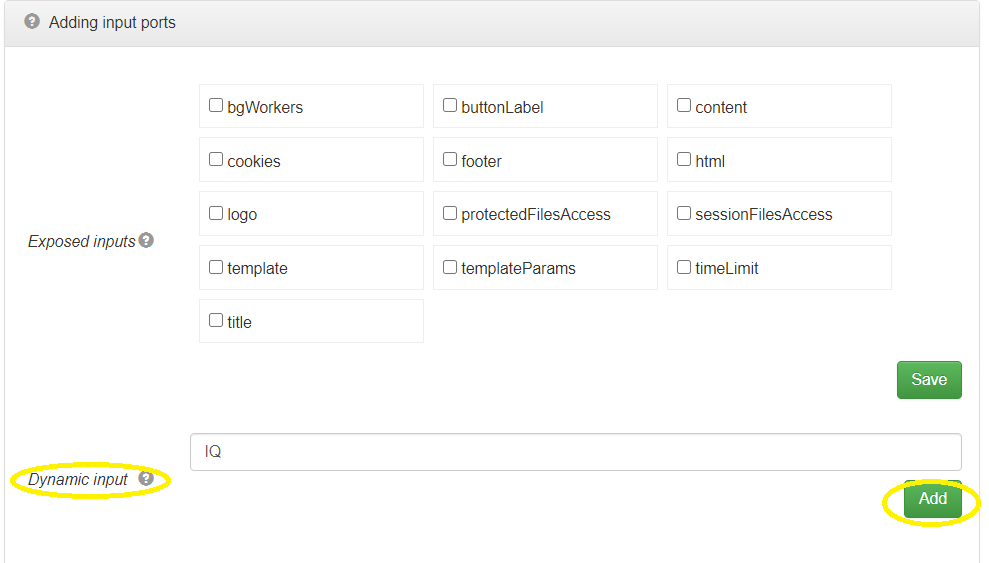 Adding input ports
bgWorkers buttonLabel content
cookies footer html
logo protectedFilesAccess sessionFilesAccess
Exposed inputs
template templateParams timeLimit
title
Save
IQ
Dynamic input
Add